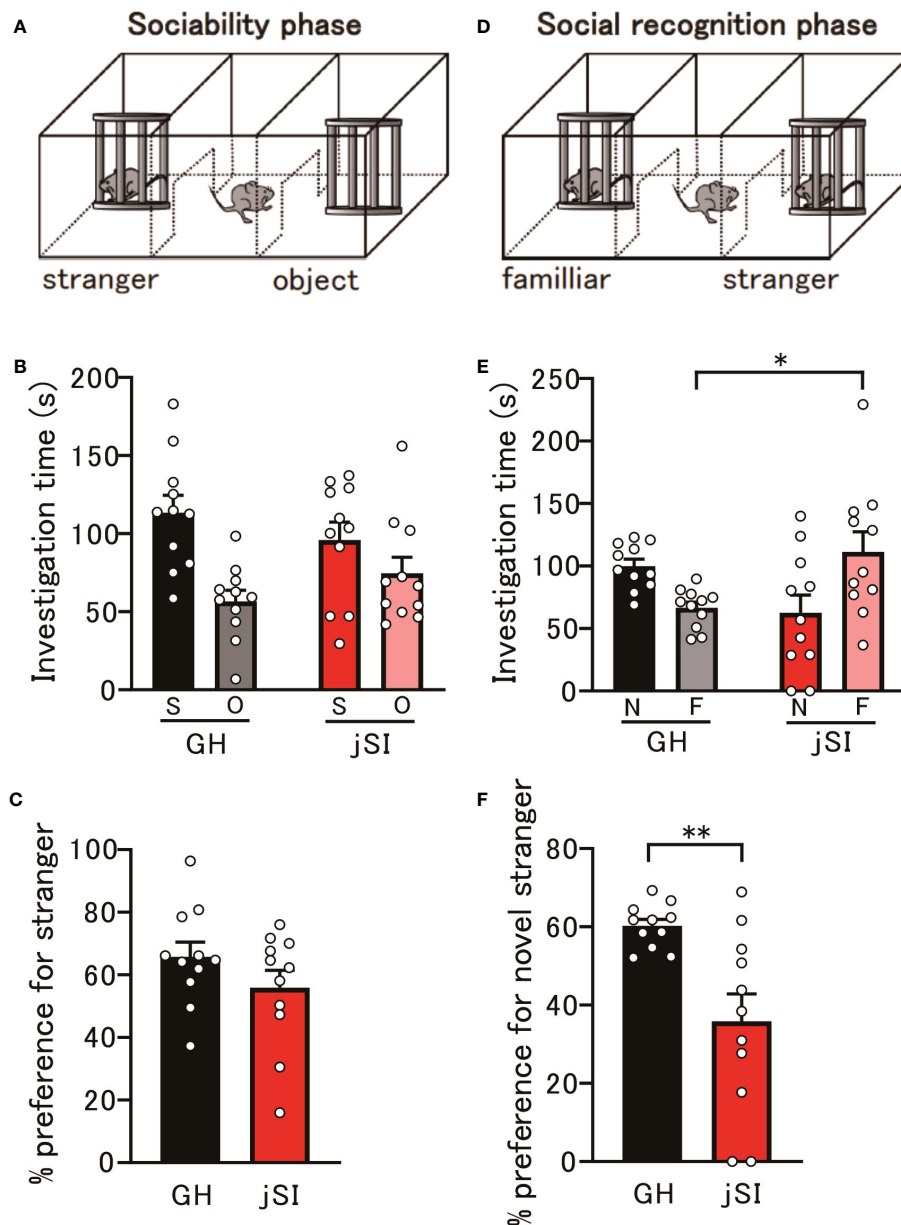 A
Sociability phase
stranger
object
B
Investigation time (s)
200
150
100
50
0
S
O
S
O
GH
jSI
C
% preference for stranger
100
80
60
40
20
0
GH
jSI
D
Social recognition phase
familliar
stranger
E
Investigation time (s)
250
200
150
100
50
0
*
N
F
N
F
GH
jSI
F
% preference for novel stranger
80
60
40
20
0
**
GH
jSI